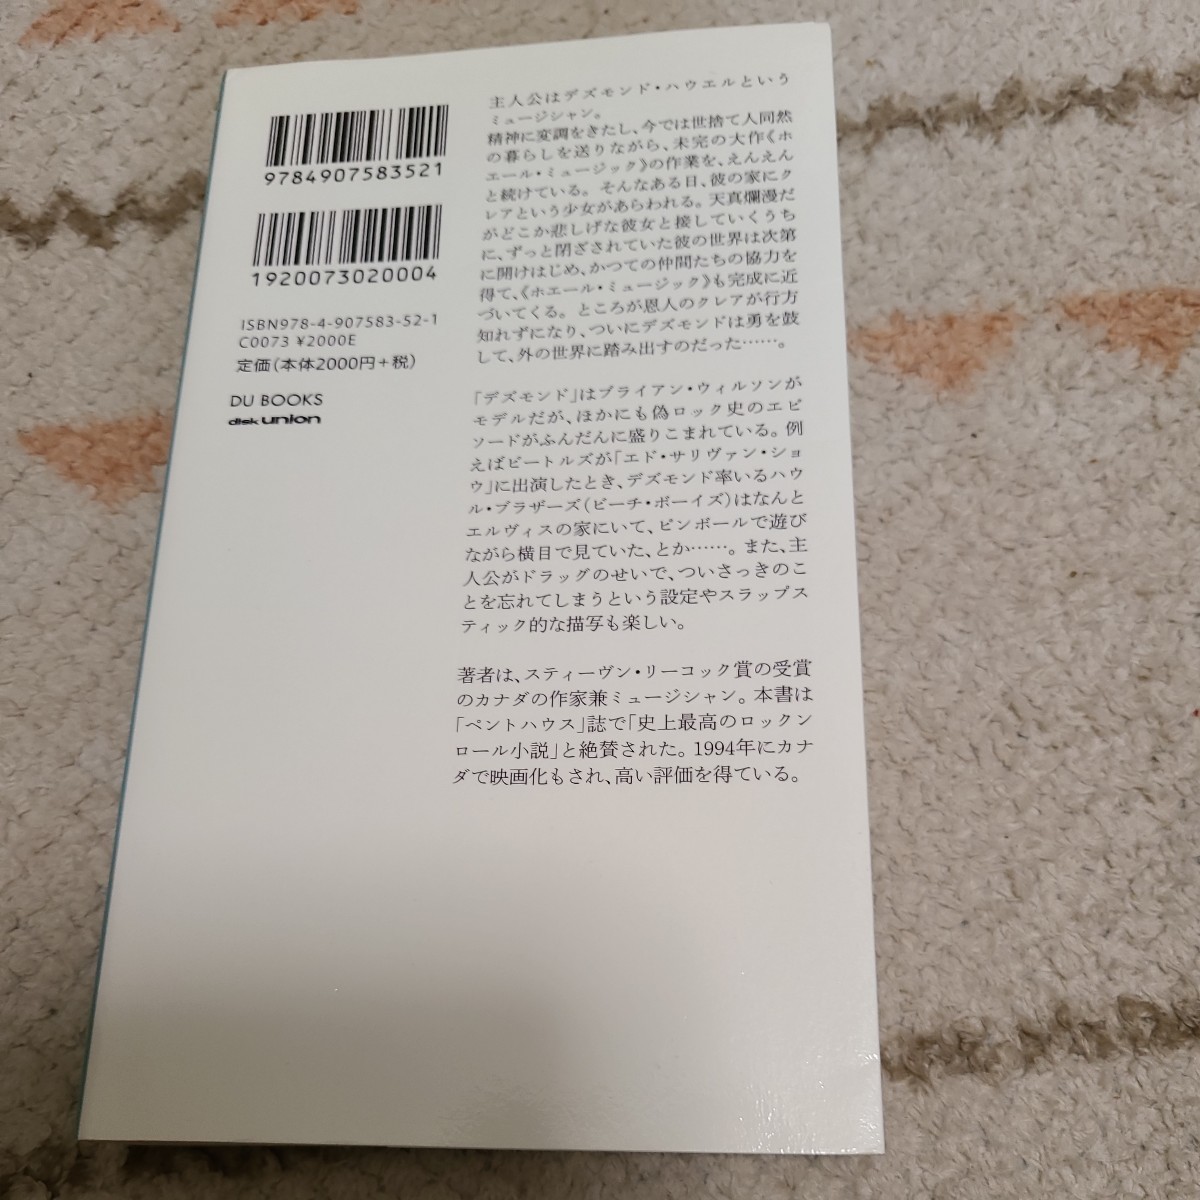 9784907583521
1920073020004
ISBN978-4-907583-52-1
C0073 ¥2000E
定価(本体2000円+税)
DU BOOKS
disk union
主人公はデズモンド・ハウエルという
ミュージシャン。
精神に変調をきたし、今では世捨て人同然
の暮らしを送りながら、未完の大作《ホ
エール・ミュージック》の作業を、えんえん
と続けている。そんなある日、彼の家にク
レアという少女があらわれる。天真爛漫だ
がどこか悲しげな彼女と接していくうち
に、ずっと閉ざされていた彼の世界は次第
に開けはじめ、かつての仲間たちの協力を
得て、《ホエール・ミュージック》も完成に近
づいてくる。ところが恩人のクレアが行方
知れずになり、ついにデズモンドは勇を鼓
して、外の世界に踏み出すのだった……。
「デズモンド」はブライアン・ウィルソンが
モデルだが、ほかにも偽ロック史のエピ
ソードがふんだんに盛りこまれている。例
えばビートルズが「エド・サリヴァン・ショ
ウ」に出演したとき、デズモンド率いるハウ
ル・ブラザーズ(ビーチ・ボーイズ)はなんと
エルヴィスの家にいて、ピンボールで遊び
ながら横目で見ていた、とか……。また、主
人公がドラッグのせいで、ついさっきのこ
とを忘れてしまうという設定やスラップス
ティック的な描写も楽しい。
著者は、スティーヴン・リーコック賞の受賞
のカナダの作家兼ミュージシャン。本書は
「ペントハウス」誌で「史上最高のロックン
ロール小説」と絶賛された。1994年にカナ
ダで映画化もされ、高い評価を得ている。